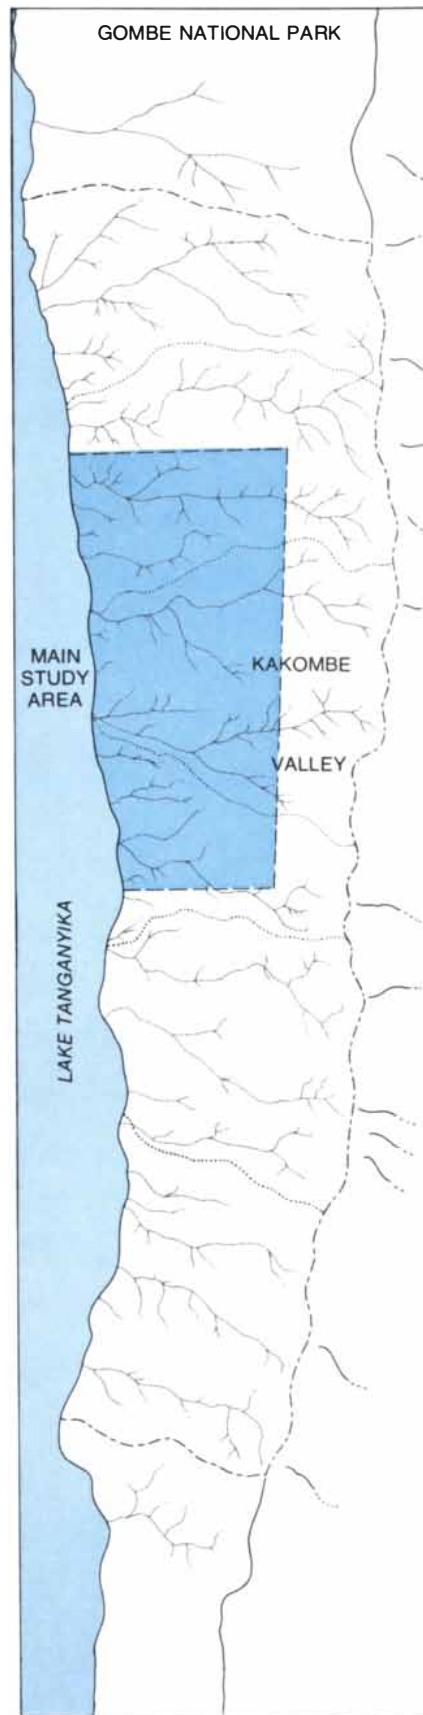 GOMBE NATIONAL PARK
MAIN
STUDY
AREA
KAKOMBE
VALLEY
LAKE TANGANYIKA